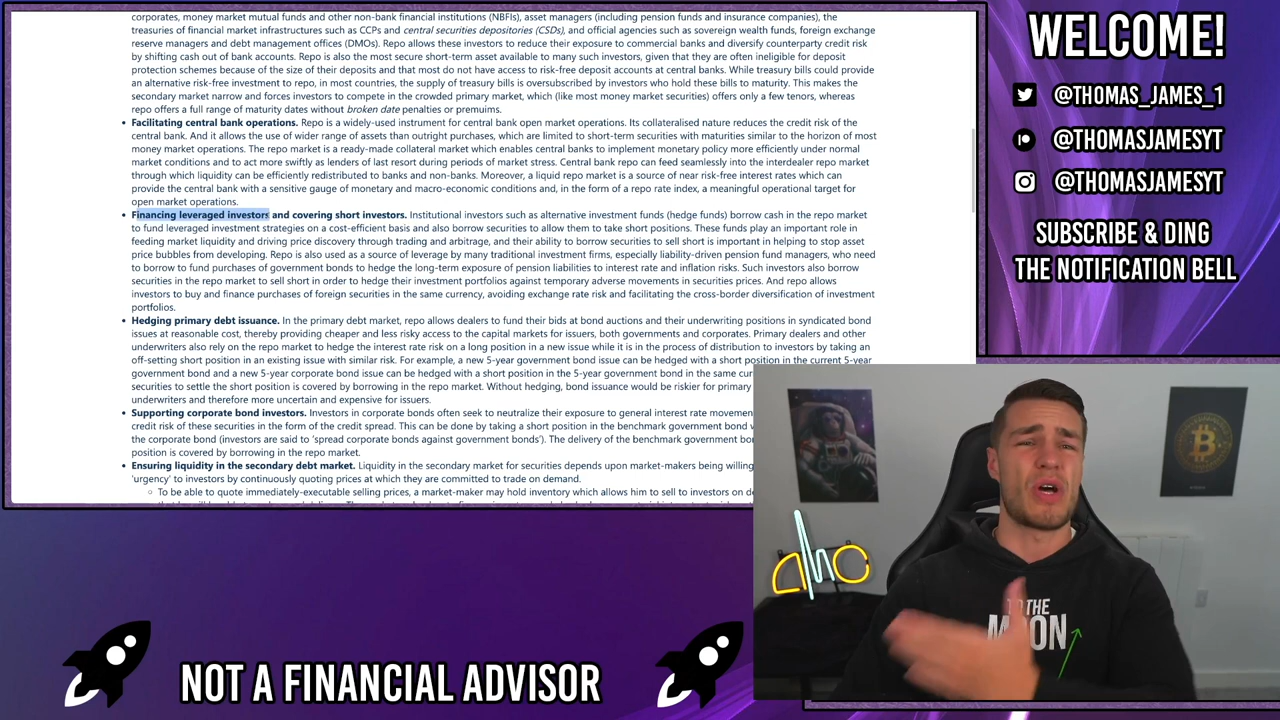 corporates, money market mutual funds and other non-bank financial institutions (NBFIs), asset managers (including pension funds and insurance companies), the
treasuries of financial market infrastructures such as CCPs and central securities depositories (CSDs), and official agencies such as sovereign wealth funds, foreign exchange
reserve managers and debt management offices (DMOs). Repo allows these investors to reduce their exposure to commercial banks and diversify counterparty credit risk
by shifting cash out of bank accounts. Repo is also the most secure short-term asset available to many such investors, given that they are often ineligible for deposit
protection schemes because of the size of their deposits and that most do not have access to risk-free deposit accounts at central banks. While treasury bills could provide
an alternative risk-free investment to repo, in most countries, the supply of treasury bills is oversubscribed by investors who hold these bills to maturity. This makes the
secondary market narrow and forces investors to compete in the crowded primary market, which (like most money market securities) offers only a few tenors, whereas
repo offers a full range of maturity dates without broken date penalties or premuims.
• Facilitating central bank operations. Repo is a widely-used instrument for central bank open market operations. Its collateralised nature reduces the credit risk of the
central bank. And it allows the use of wider range of assets than outright purchases, which are limited to short-term securities with maturities similar to the horizon of most
money market operations. The repo market is a ready-made collateral market which enables central banks to implement monetary policy more efficiently under normal
market conditions and to act more swiftly as lenders of last resort during periods of market stress. Central bank repo can feed seamlessly into the interdealer repo market
through which liquidity can be efficiently redistributed to banks and non-banks. Moreover, a liquid repo market is a source of near risk-free interest rates which can
provide the central bank with a sensitive gauge of monetary and macro-economic conditions and, in the form of a repo rate index, a meaningful operational target for
open market operations.
• Financing leveraged investors and covering short investors. Institutional investors such as alternative investment funds (hedge funds) borrow cash in the repo market
to fund leveraged investment strategies on a cost-efficient basis and also borrow securities to allow them to take short positions. These funds play an important role in
feeding market liquidity and driving price discovery through trading and arbitrage, and their ability to borrow securities to sell short is important in helping to stop asset
price bubbles from developing. Repo is also used as a source of leverage by many traditional investment firms, especially liability-driven pension fund managers, who need
to borrow to fund purchases of government bonds to hedge the long-term exposure of pension liabilities to interest rate and inflation risks. Such investors also borrow
securities in the repo market to sell short in order to hedge their investment portfolios against temporary adverse movements in securities prices. And repo allows
investors to buy and finance purchases of foreign securities in the same currency, avoiding exchange rate risk and facilitating the cross-border diversification of investment
portfolios.
• Hedging primary debt issuance. In the primary debt market, repo allows dealers to fund their bids at bond auctions and their underwriting positions in syndicated bond
issues at reasonable cost, thereby providing cheaper and less risky access to the capital markets for issuers, both governments and corporates. Primary dealers and other
underwriters also rely on the repo market to hedge the interest rate risk on a long position in a new issue while it is in the process of distribution to investors by taking an
off-setting short position in an existing issue with similar risk. For example, a new 5-year government bond issue can be hedged with a short position in the current 5-year
government bond and a new 5-year corporate bond issue can be hedged with a short position in the 5-year government bond in the same cur
securities to settle the short position is covered by borrowing in the repo market. Without hedging, bond issuance would be riskier for primary
underwriters and therefore more uncertain and expensive for issuers.
• Supporting corporate bond investors. Investors in corporate bonds often seek to neutralize their exposure to general interest rate movemen
credit risk of these securities in the form of the credit spread. This can be done by taking a short position in the benchmark government bond
the corporate bond (investors are said to 'spread corporate bonds against government bonds'). The delivery of the benchmark government bo
position is covered by borrowing in the repo market.
• Ensuring liquidity in the secondary debt market. Liquidity in the secondary market for securities depends upon market-makers being willing
'urgency' to investors by continuously quoting prices at which they are committed to trade on demand.
To be able to quote immediately-executable selling prices, a market-maker may hold inventory which allows him to sell to investors on de
WELCOME!
@THOMAS_JAMES_1
@THOMASJAMESYT
@THOMASJAMESYT
SUBSCRIBE & DING
THE NOTIFICATION BELL
TO THE
MOON
NOT A FINANCIAL ADVISOR